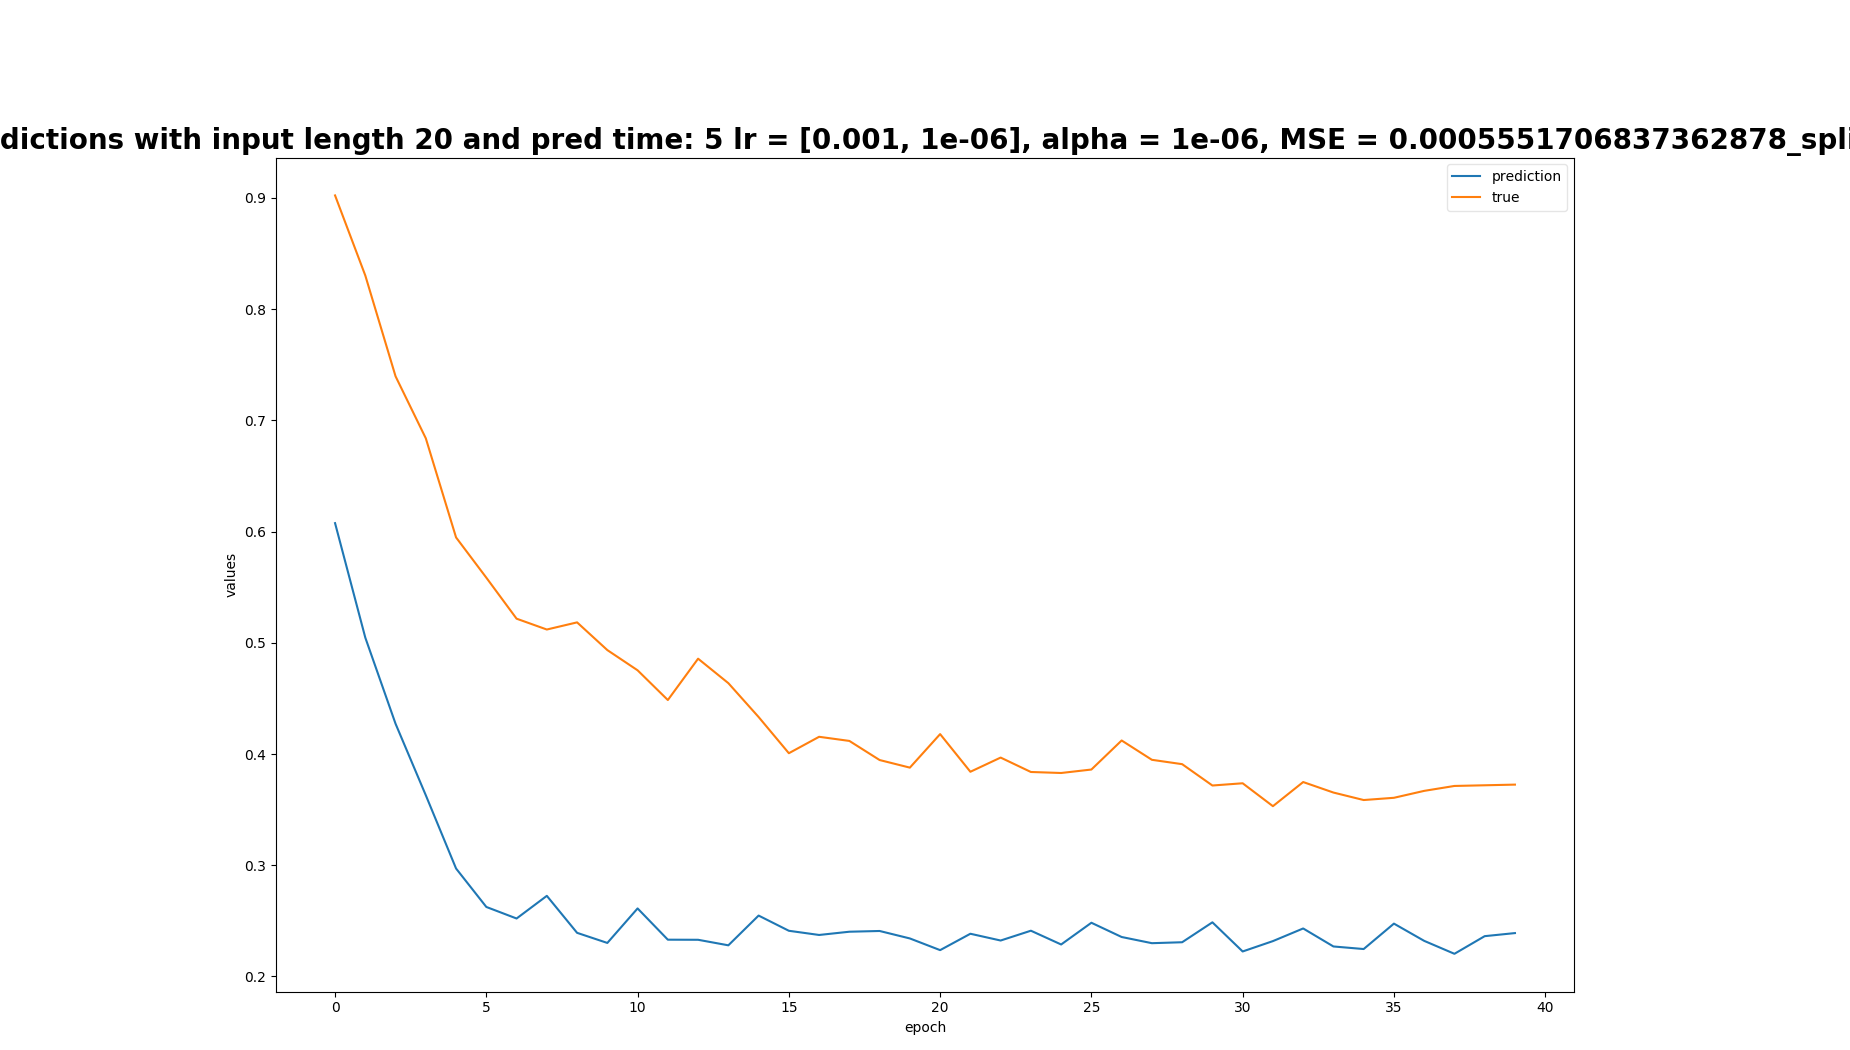 dictions with input length 20 and pred time: 5 lr = [0.001, 1e-06], alpha = 1e-06, MSE = 0.0005551706837362878_spli
prediction
true
0.9
0.8
0.7
0.6
0.5
0.4
0.3
0.2
values
0 5 10 15 20 25 30 35 40
epoch